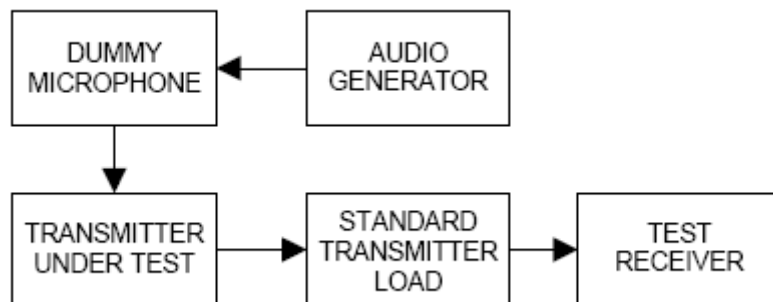 DUMMY
MICROPHONE
AUDIO
GENERATOR
TRANSMITTER
UNDER TEST
STANDARD
TRANSMITTER
LOAD
TEST
RECEIVER